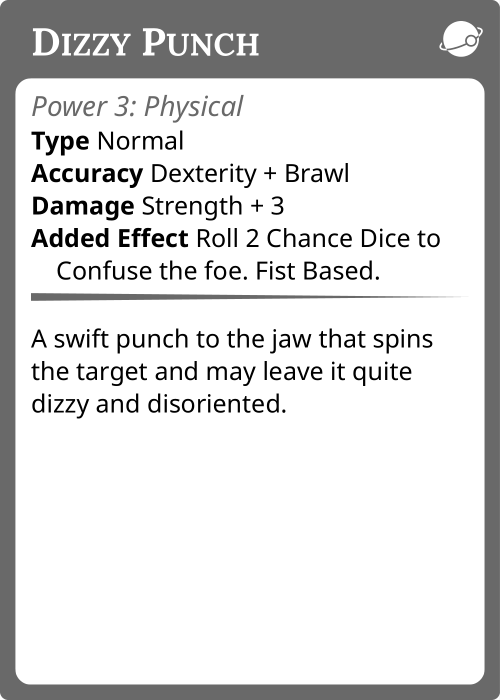 Dizzy Punch
Power 3: Physical
Type Normal
Accuracy Dexterity + Brawl
Damage Strength + 3
Added Effect Roll 2 Chance Dice to
Confuse the foe. Fist Based.
A swift punch to the jaw that spins
the target and may leave it quite
dizzy and disoriented.